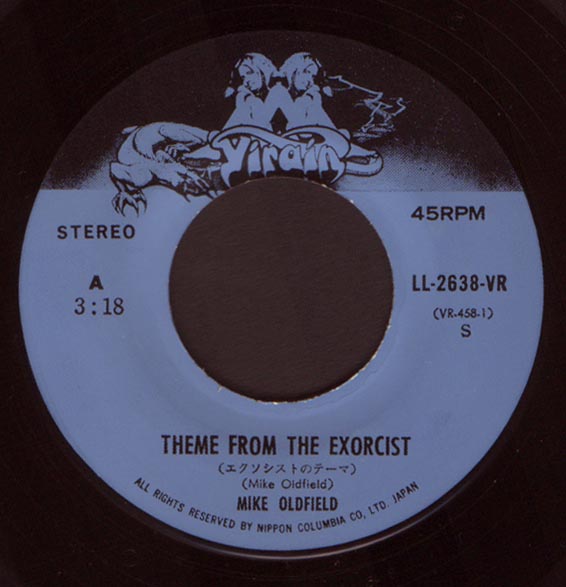 Virgin
STEREO
45RPM
A
3:18
LL-2638-VR
(VR-458-1)
S
THEME FROM THE EXORCIST
(エクソシストのテーマ)
(Mike Oldfield)
MIKE OLDFIELD
ALL RIGHTS RESERVED BY NIPPON COLUMBIA CO, LTD. JAPAN